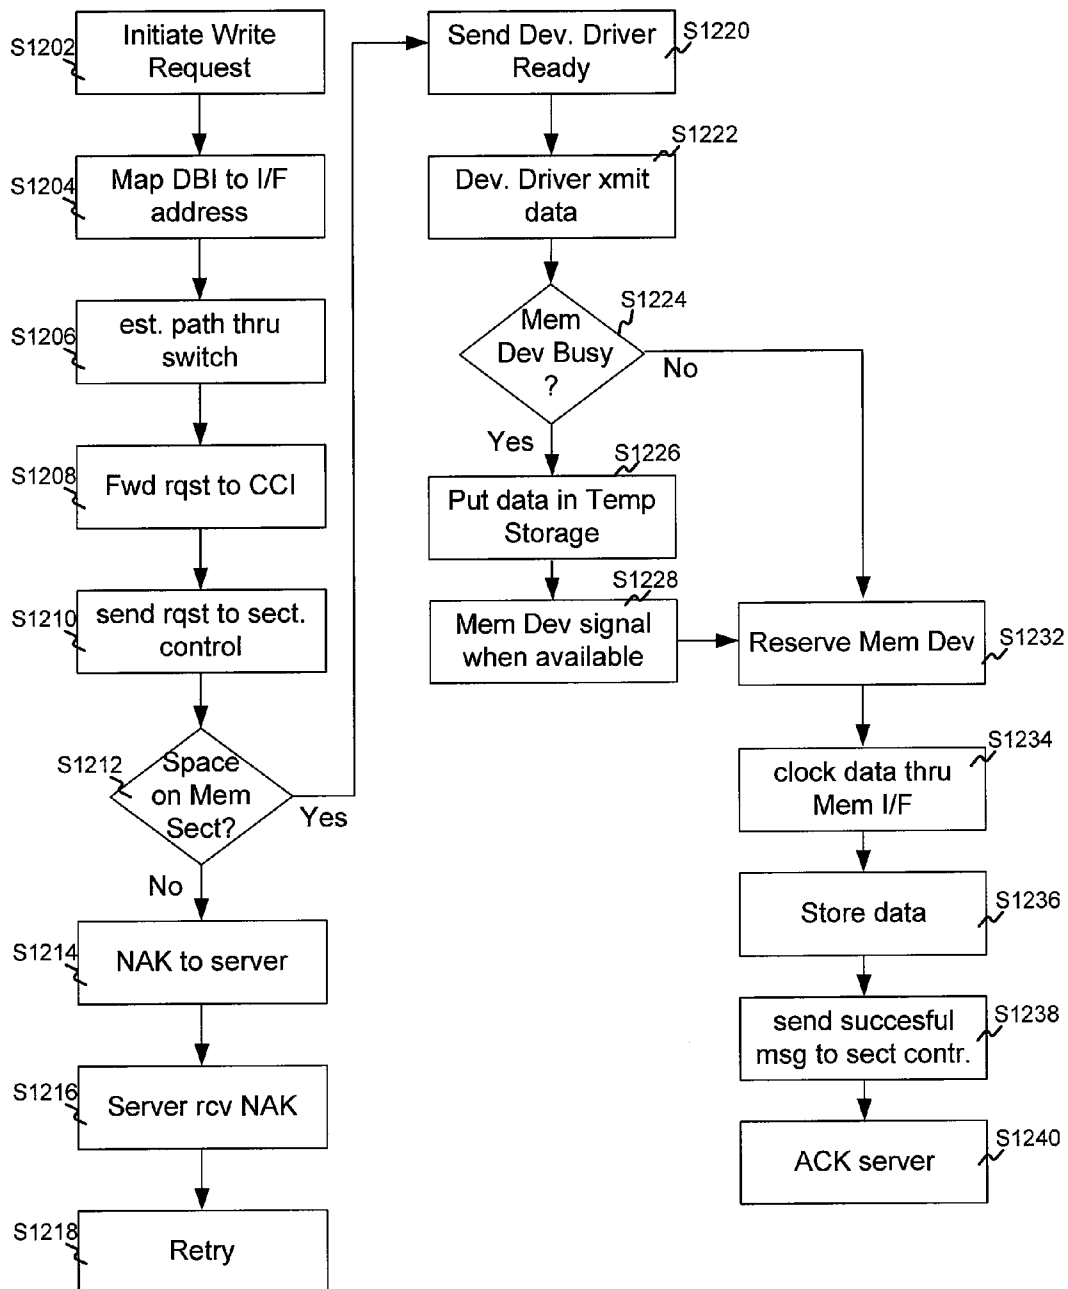 S1202
Initiate Write
Request
S1204
Map DBI to I/F
address
S1206
est. path thru
switch
S1208
Fwd rqst to CCI
S1210
send rqst to sect.
control
S1212
Space
on Mem
Sect?
Yes
No
S1214
NAK to server
S1216
Server rcv NAK
S1218
Retry
S1220
Send Dev. Driver
Ready
S1222
Dev. Driver xmit
data
S1224
Mem
Dev Busy
?
No
Yes
S1226
Put data in Temp
Storage
S1228
Mem Dev signal
when available
S1232
Reserve Mem Dev
S1234
clock data thru
Mem I/F
S1236
Store data
S1238
send succesful
msg to sect contr.
S1240
ACK server